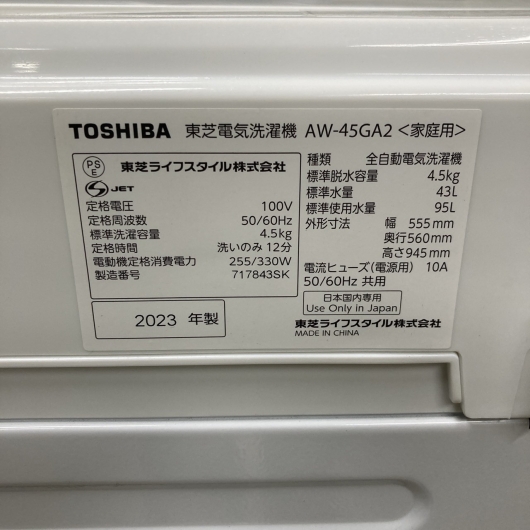 TOSHIBA 東芝電気洗濯機 AW-45GA2 <家庭用>
PS
E
東芝ライフスタイル株式会社
S JET
定格電圧 100V
定格周波数 50/60Hz
標準洗濯容量 4.5kg
定格時間 洗いのみ 12分
電動機定格消費電力 255/330W
製造番号 717843SK
2023 年製
種類 全自動電気洗濯機
標準脱水容量 4.5kg
標準水量 43L
標準使用水量 95L
外形寸法 幅 555mm
奥行560mm
高さ945mm
電流ヒューズ(電源用) 10A
50/60Hz 共用
日本国内専用
Use Only in Japan
東芝ライフスタイル株式会社
MADE IN CHINA